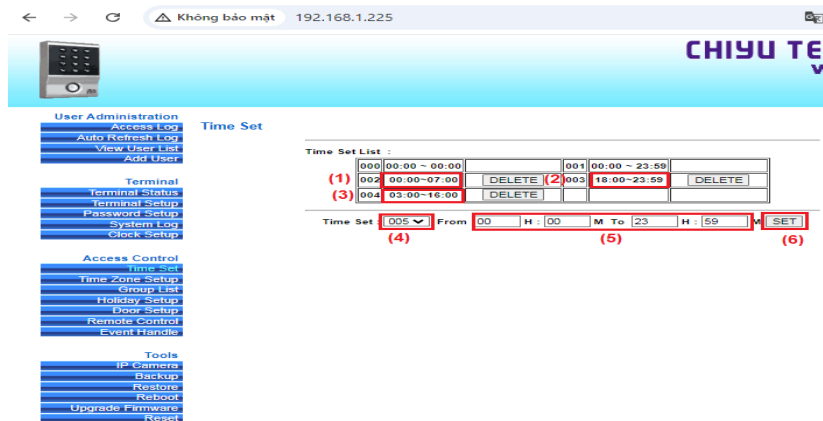 Không bảo mật 192.168.1.225
CHIYU TE
User Administration
Access Log
Auto Refresh Log
View User List
Add User
Terminal
Terminal Status
Terminal Setup
Password Setup
System Log
Clock Setup
Access Control
Time Set
Time Zone Setup
Group List
Holiday Setup
Door Setup
Remote Control
Event Handle
Tools
IP Camera
Backup
Restore
Reboot
Upgrade Firmware
Reset
Time Set
Time Set List :
000 00:00 ~ 00:00 001 00:00 ~ 23:59
(1) 002 00:00~07:00 DELETE (2) 003 18:00~23:59 DELETE
(3) 004 03:00~16:00 DELETE
Time Set : 005 From 00 H : 00 M To 23 H : 59 M SET
(4) (5) (6)